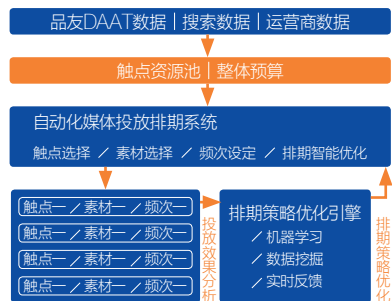 品友DAAT数据｜搜索数据｜运营商数据
触点资源池｜整体预算
自动化媒体投放排期系统
触点选择 / 素材选择 / 频次设定 / 排期智能优化
触点一 / 素材一 / 频次一
触点一 / 素材一 / 频次一
触点一 / 素材一 / 频次一
触点一 / 素材一 / 频次一
投放效果分析
排期策略优化引擎
/ 机器学习
/ 数据挖掘
/ 实时反馈
排期策略优化